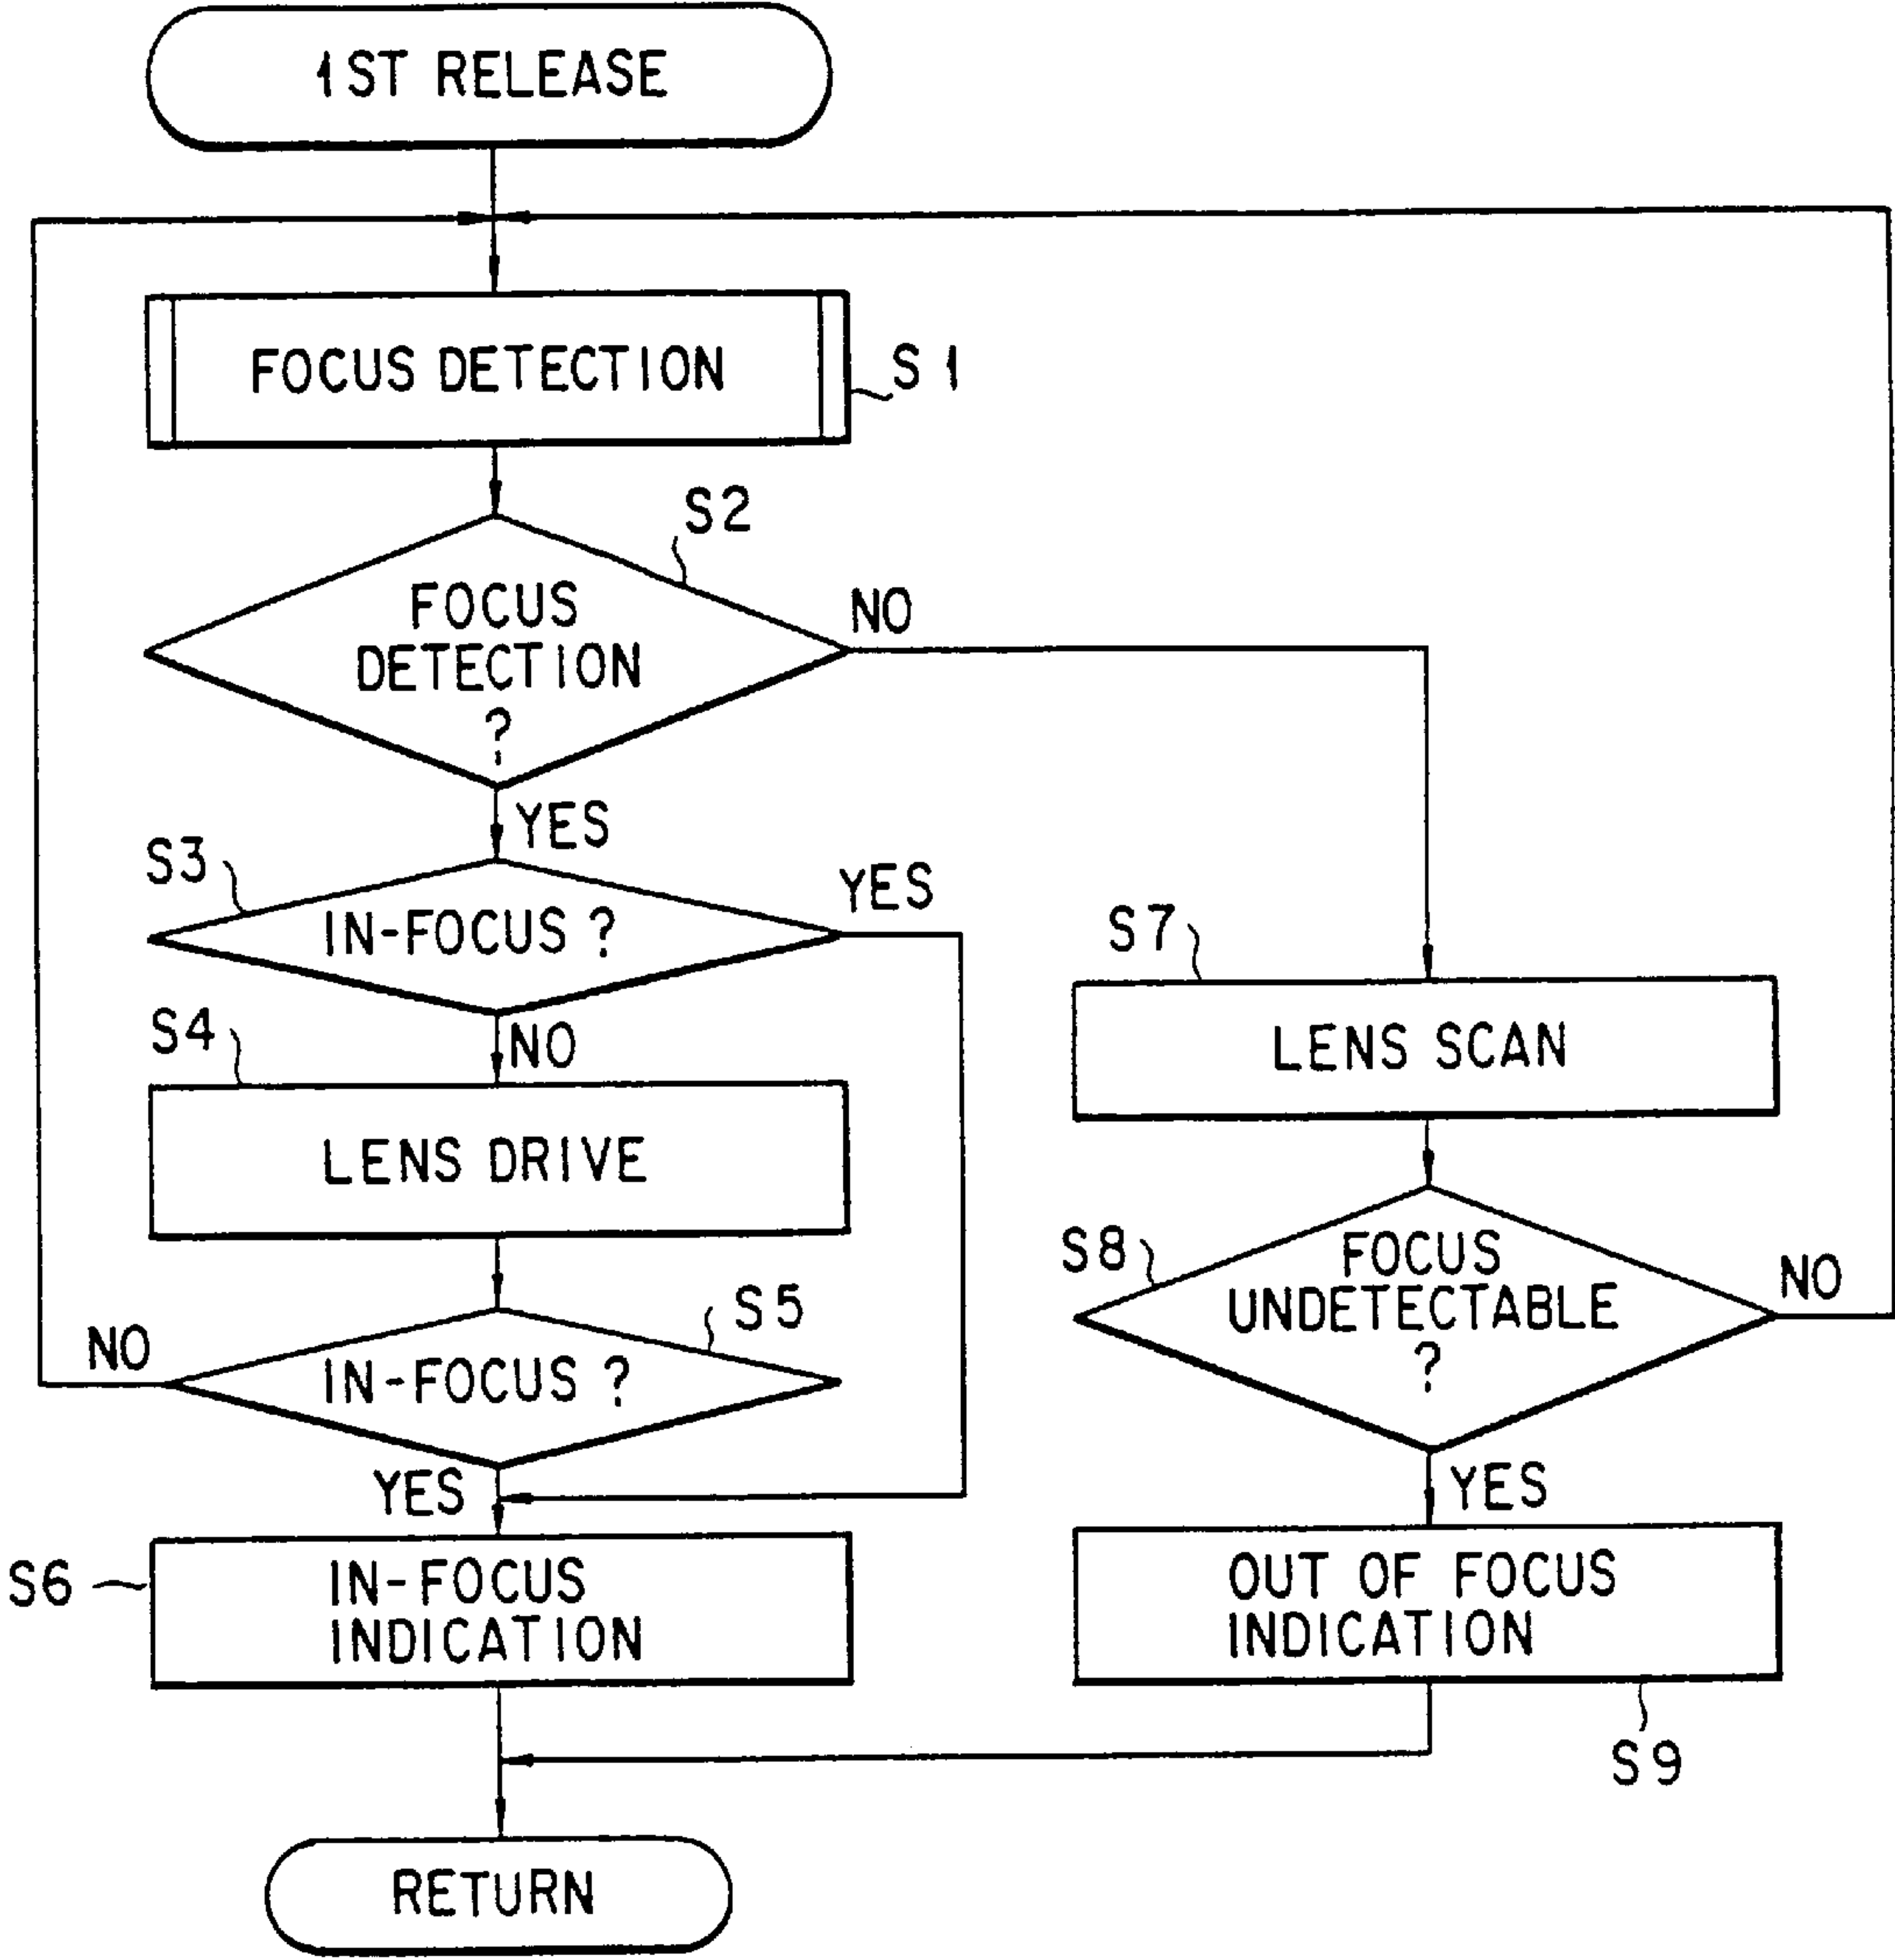 1ST RELEASE
FOCUS DETECTION
S1
S2
FOCUS
DETECTION
?
NO
YES
S3
IN-FOCUS ?
YES
NO
S4
LENS DRIVE
S5
IN-FOCUS ?
NO
YES
S6
IN-FOCUS
INDICATION
S7
LENS SCAN
S8
FOCUS
UNDETECTABLE
?
NO
YES
OUT OF FOCUS
INDICATION
S9
RETURN